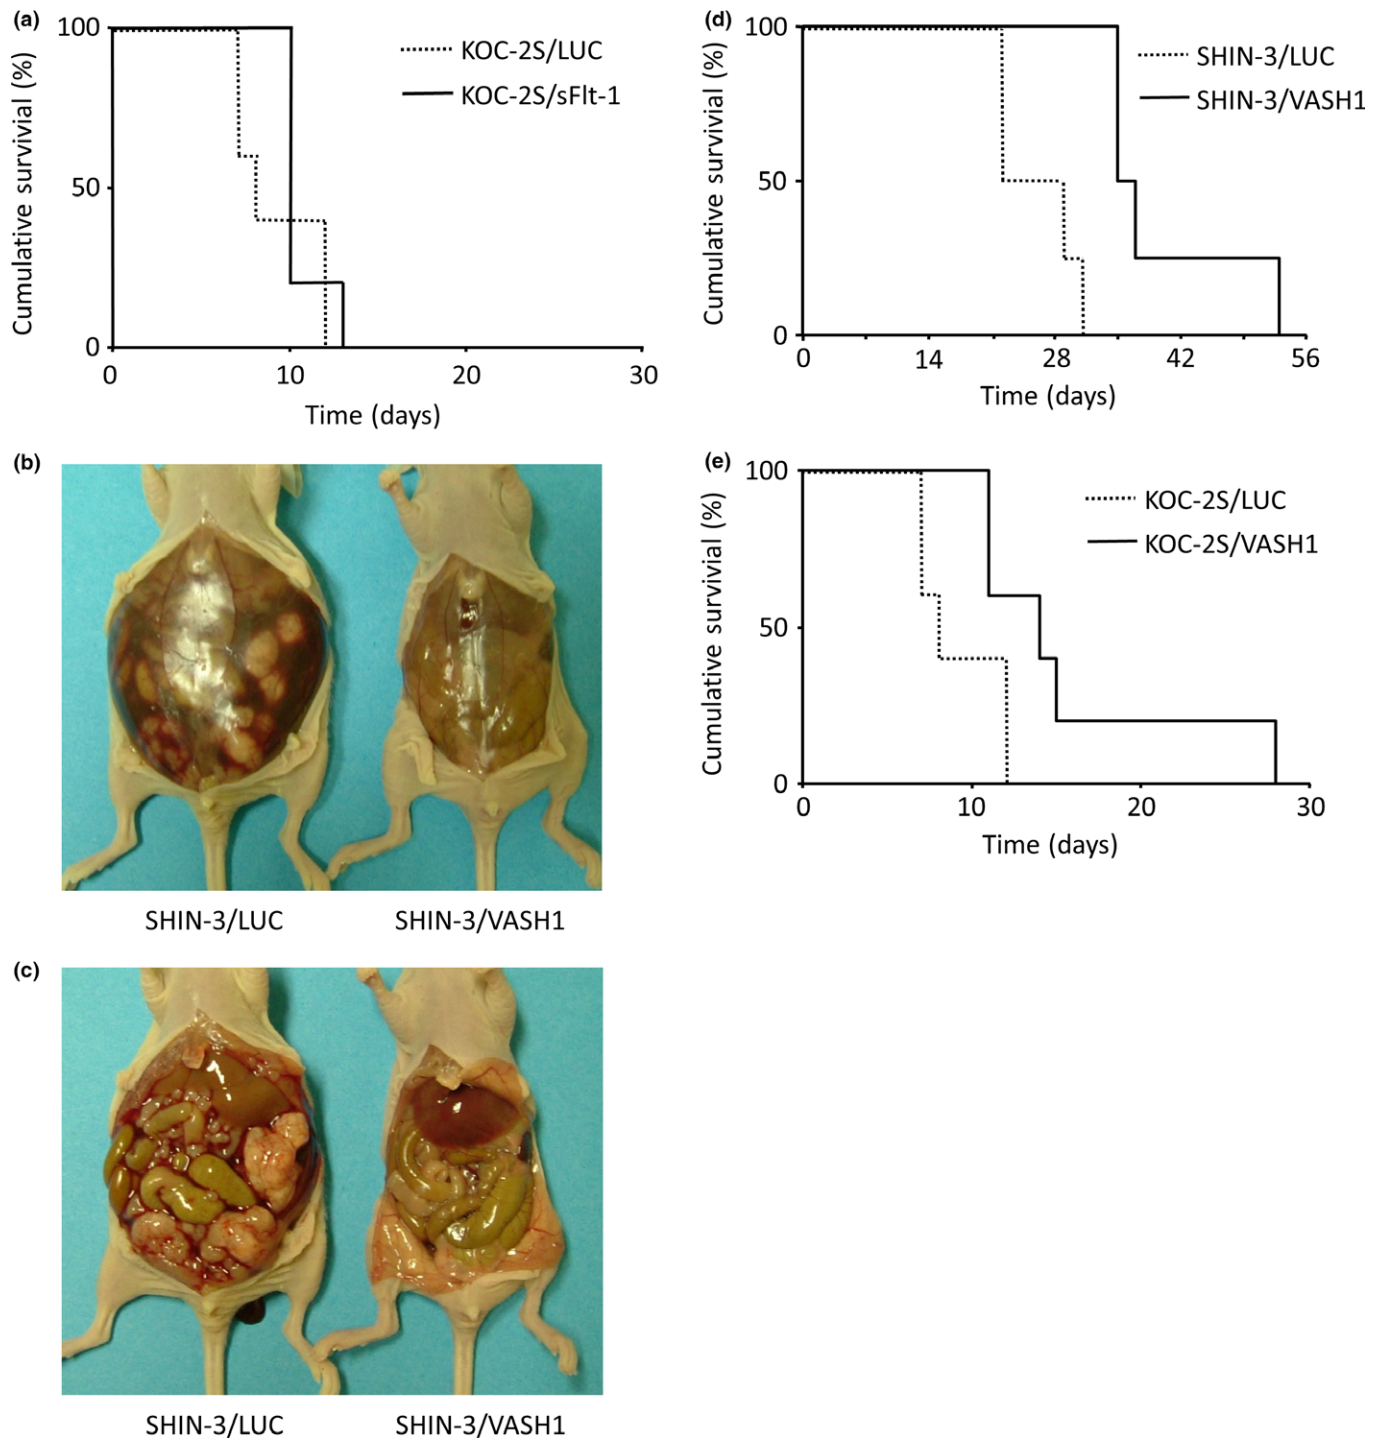 (a)
Cumulative survivial (%)
100
50
0
0 10 20 30
Time (days)
KOC-2S/LUC
KOC-2S/sFlt-1
(b)
SHIN-3/LUC SHIN-3/VASH1
(c)
SHIN-3/LUC SHIN-3/VASH1
(d)
Cumulative survivial (%)
100
50
0
0 14 28 42 56
Time (days)
SHIN-3/LUC
SHIN-3/VASH1
(e)
Cumulative survivial (%)
100
50
0
0 10 20 30
Time (days)
KOC-2S/LUC
KOC-2S/VASH1